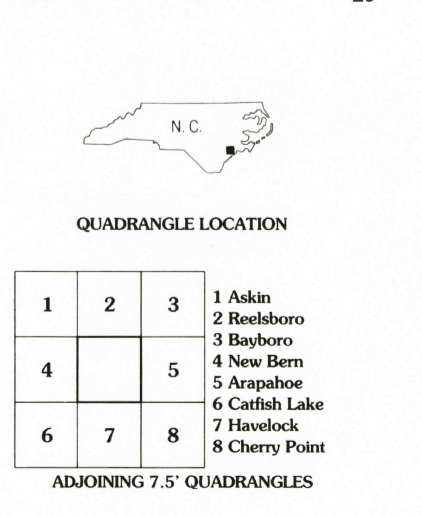 N. C.
QUADRANGLE LOCATION
1 2 3
4 5
6 7 8
1 Askin
2 Reelsboro
3 Bayboro
4 New Bern
5 Arapahoe
6 Catfish Lake
7 Havelock
8 Cherry Point
ADJOINING 7.5' QUADRANGLES